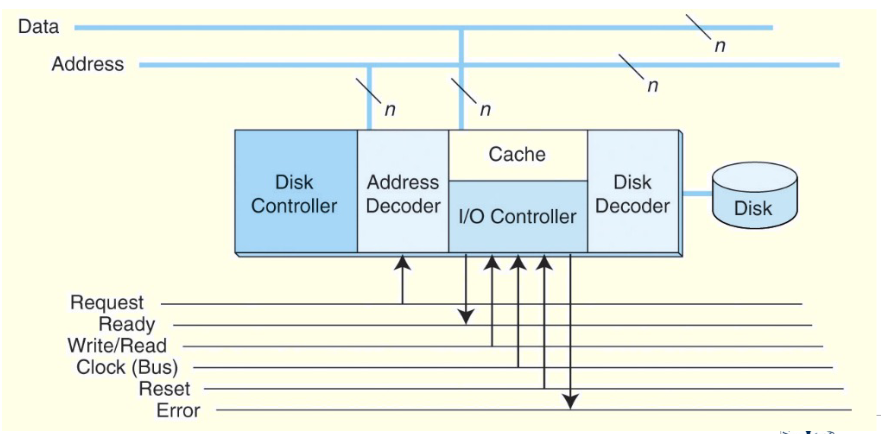 Data
n
Address
n
n
n
Cache
Disk
Controller
Address
Decoder
I/O Controller
Disk
Decoder
Disk
Request
Ready
Write/Read
Clock (Bus)
Reset
Error